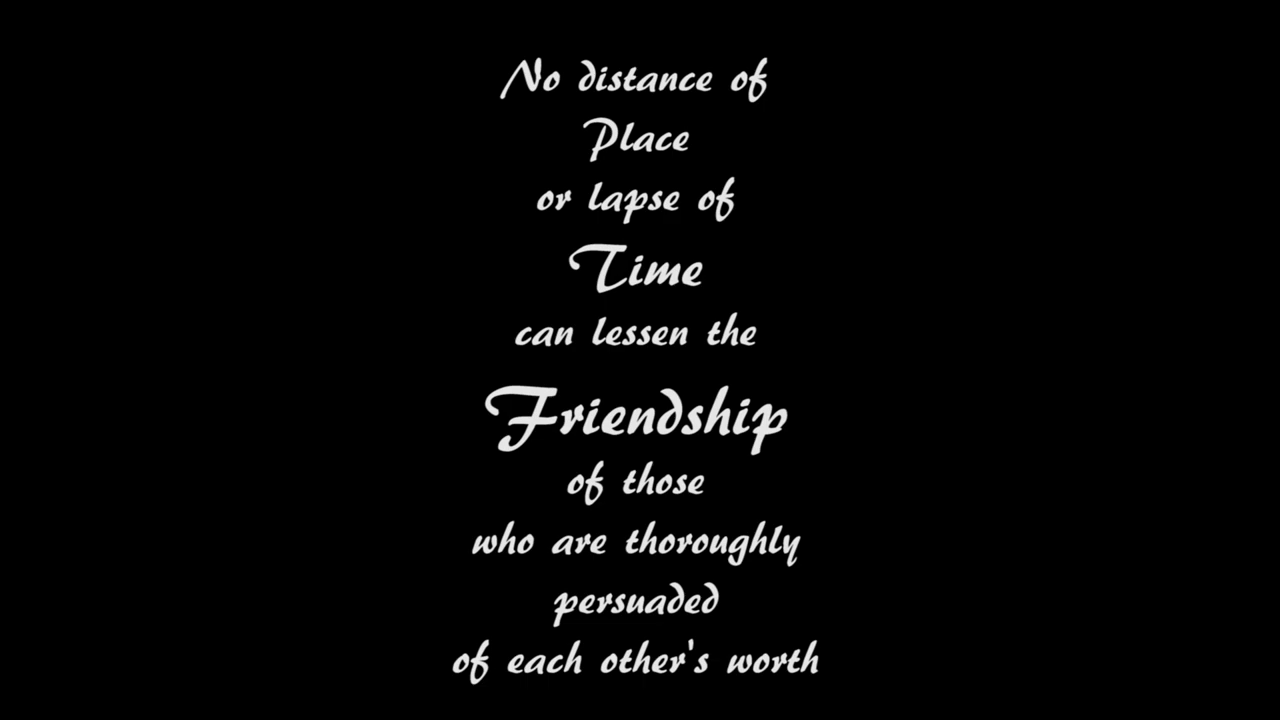 No distance of
Place
or lapse of
Time
can lessen the
Friendship
of those
who are thoroughly
persuaded
of each other's worth